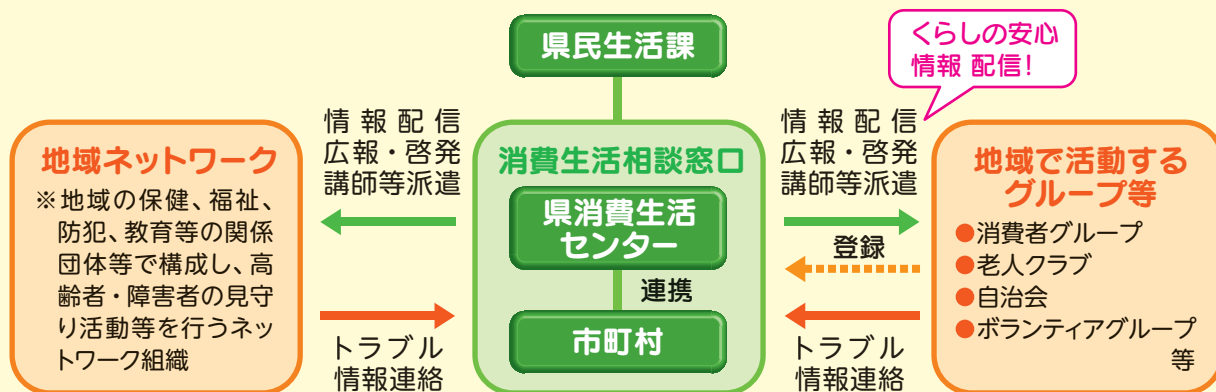 県民生活課
くらしの安心
情報 配信!
地域ネットワーク
※地域の保健、福祉、
防犯、教育等の関係
団体等で構成し、高
齢者・障害者の見守
り活動等を行うネッ
トワーク組織
情報配信
広報・啓発
講師等派遣
トラブル
情報連絡
消費生活相談窓口
県消費生活
センター
連携
市町村
情報配信
広報・啓発
講師等派遣
登録
トラブル
情報連絡
地域で活動する
グループ等
●消費者グループ
●老人クラブ
●自治会
●ボランティアグループ
等